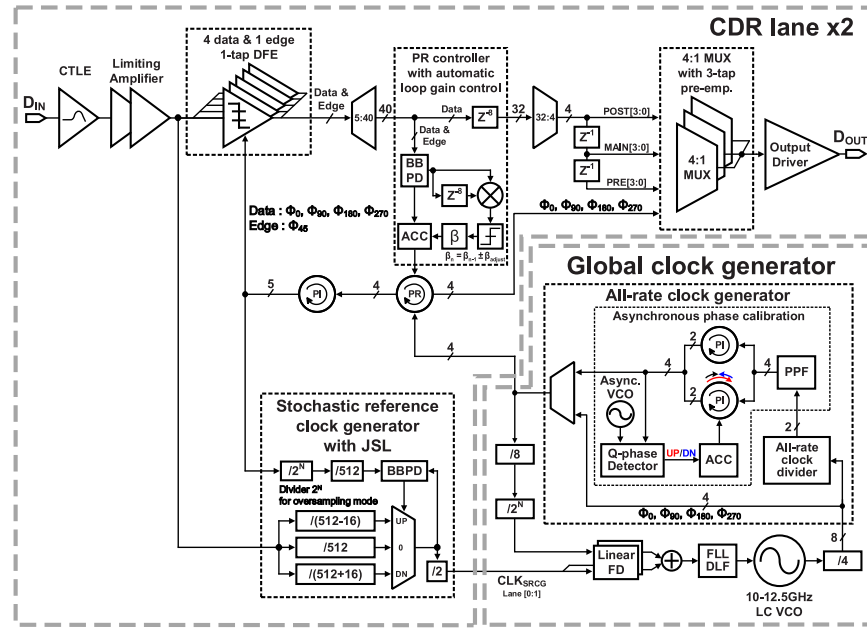 CDR lane x2
4 data & 1 edge
1-tap DFE
CTLE
Limiting
Amplifier
D_IN
Data &
Edge
5:40
40
PR controller
with automatic
loop gain control
Data
Z⁻⁸
Data &
Edge
BB
PD
Z⁻⁸
ACC
β
βₙ = βₙ₋₁ ± β_adjust
32
32:4
4
POST[3:0]
Z⁻¹
MAIN[3:0]
Z⁻¹
PRE[3:0]
4:1 MUX
with 3-tap
pre-emp.
4:1
MUX
Output
Driver
D_OUT
Data : Φ₀, Φ₉₀, Φ₁₈₀, Φ₂₇₀
Edge : Φ₄₅
Φ₀, Φ₉₀, Φ₁₈₀, Φ₂₇₀
5
PI
4
PR
4
4
Global clock generator
All-rate clock generator
Asynchronous phase calibration
2
PI
4
4
PPF
2
PI
Async.
VCO
2
Q-phase
Detector
UP/DN
ACC
All-rate
clock
divider
4
Φ₀, Φ₉₀, Φ₁₈₀, Φ₂₇₀
8
Stochastic reference
clock generator
with JSL
/2ᴺ
/512
BBPD
Divider 2ᴺ
for oversampling mode
/(512-16)
UP
/512
0
/(512+16)
DN
/2
/8
/2ᴺ
CLK_SRCG
Lane [0:1]
Linear
FD
FLL
DLF
/4
10-12.5GHz
LC VCO